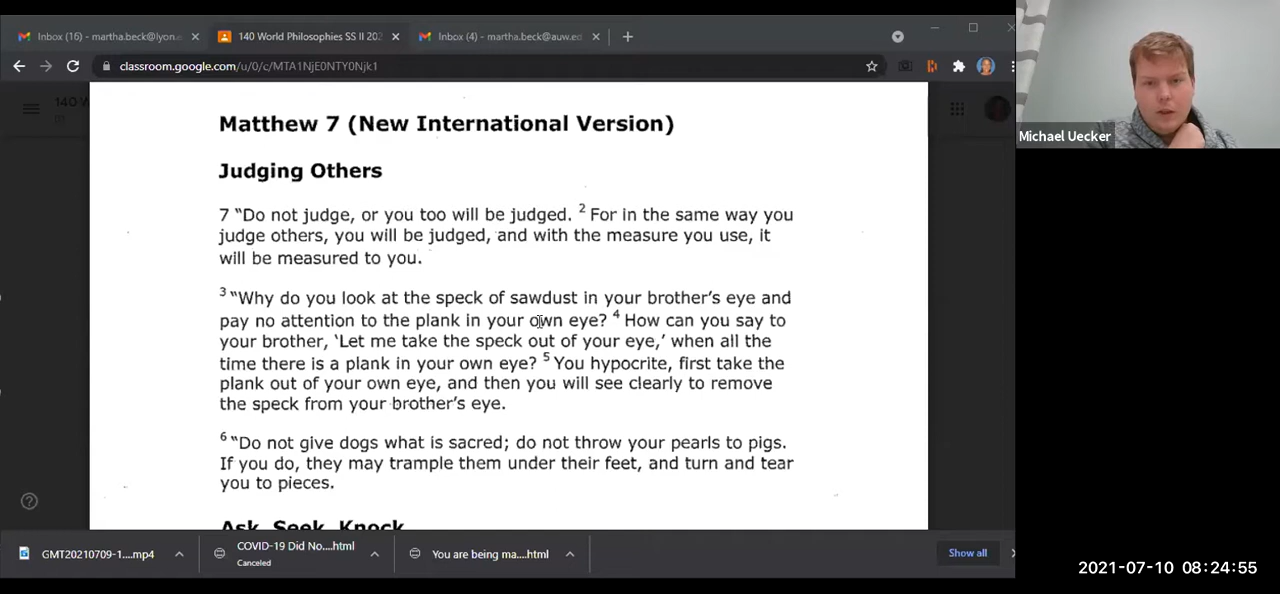 Inbox (16) - martha.beck@lyon.e
140 World Philosophies SS II 202
Inbox (4) - martha.beck@auw.ed
classroom.google.com/u/0/c/MTA1NjE0NTY0Njk1
140 W
Michael Uecker
Matthew 7 (New International Version)
Judging Others
7 "Do not judge, or you too will be judged. 2 For in the same way you
judge others, you will be judged, and with the measure you use, it
will be measured to you.
3 "Why do you look at the speck of sawdust in your brother's eye and
pay no attention to the plank in your own eye? 4 How can you say to
your brother, 'Let me take the speck out of your eye,' when all the
time there is a plank in your own eye? 5 You hypocrite, first take the
plank out of your own eye, and then you will see clearly to remove
the speck from your brother's eye.
6 "Do not give dogs what is sacred; do not throw your pearls to pigs.
If you do, they may trample them under their feet, and turn and tear
you to pieces.
Ask, Seek, Knock
GMT20210709-1....mp4
COVID-19 Did No....html
Canceled
You are being ma....html
Show all
2021-07-10 08:24:55